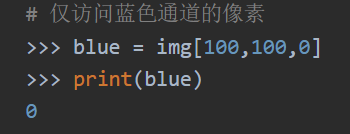 # 仅访问蓝色通道的像素
>>> blue = img[100,100,0]
>>> print(blue)
0